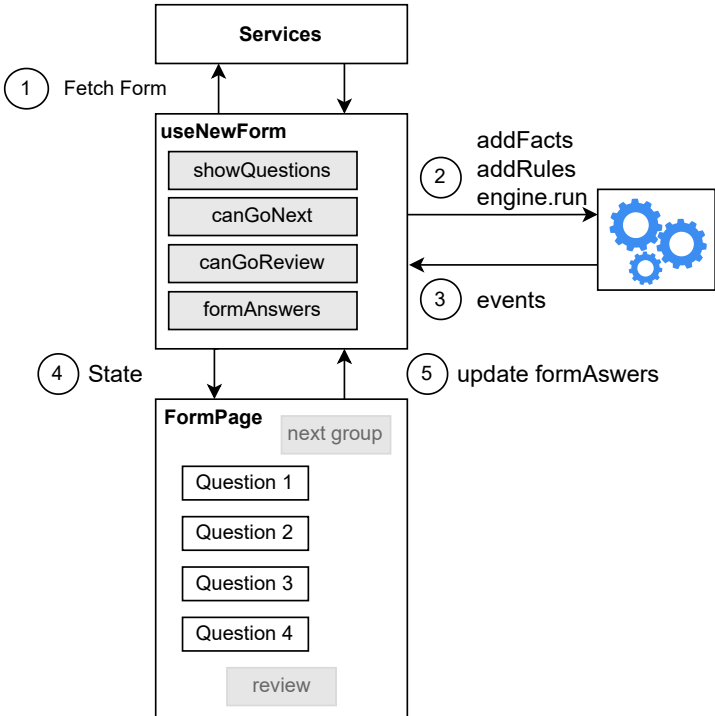 Services
1
Fetch Form
useNewForm
showQuestions
canGoNext
canGoReview
formAnswers
2
addFacts
addRules
engine.run
3
events
4
State
5
update formAswers
FormPage
next group
Question 1
Question 2
Question 3
Question 4
review